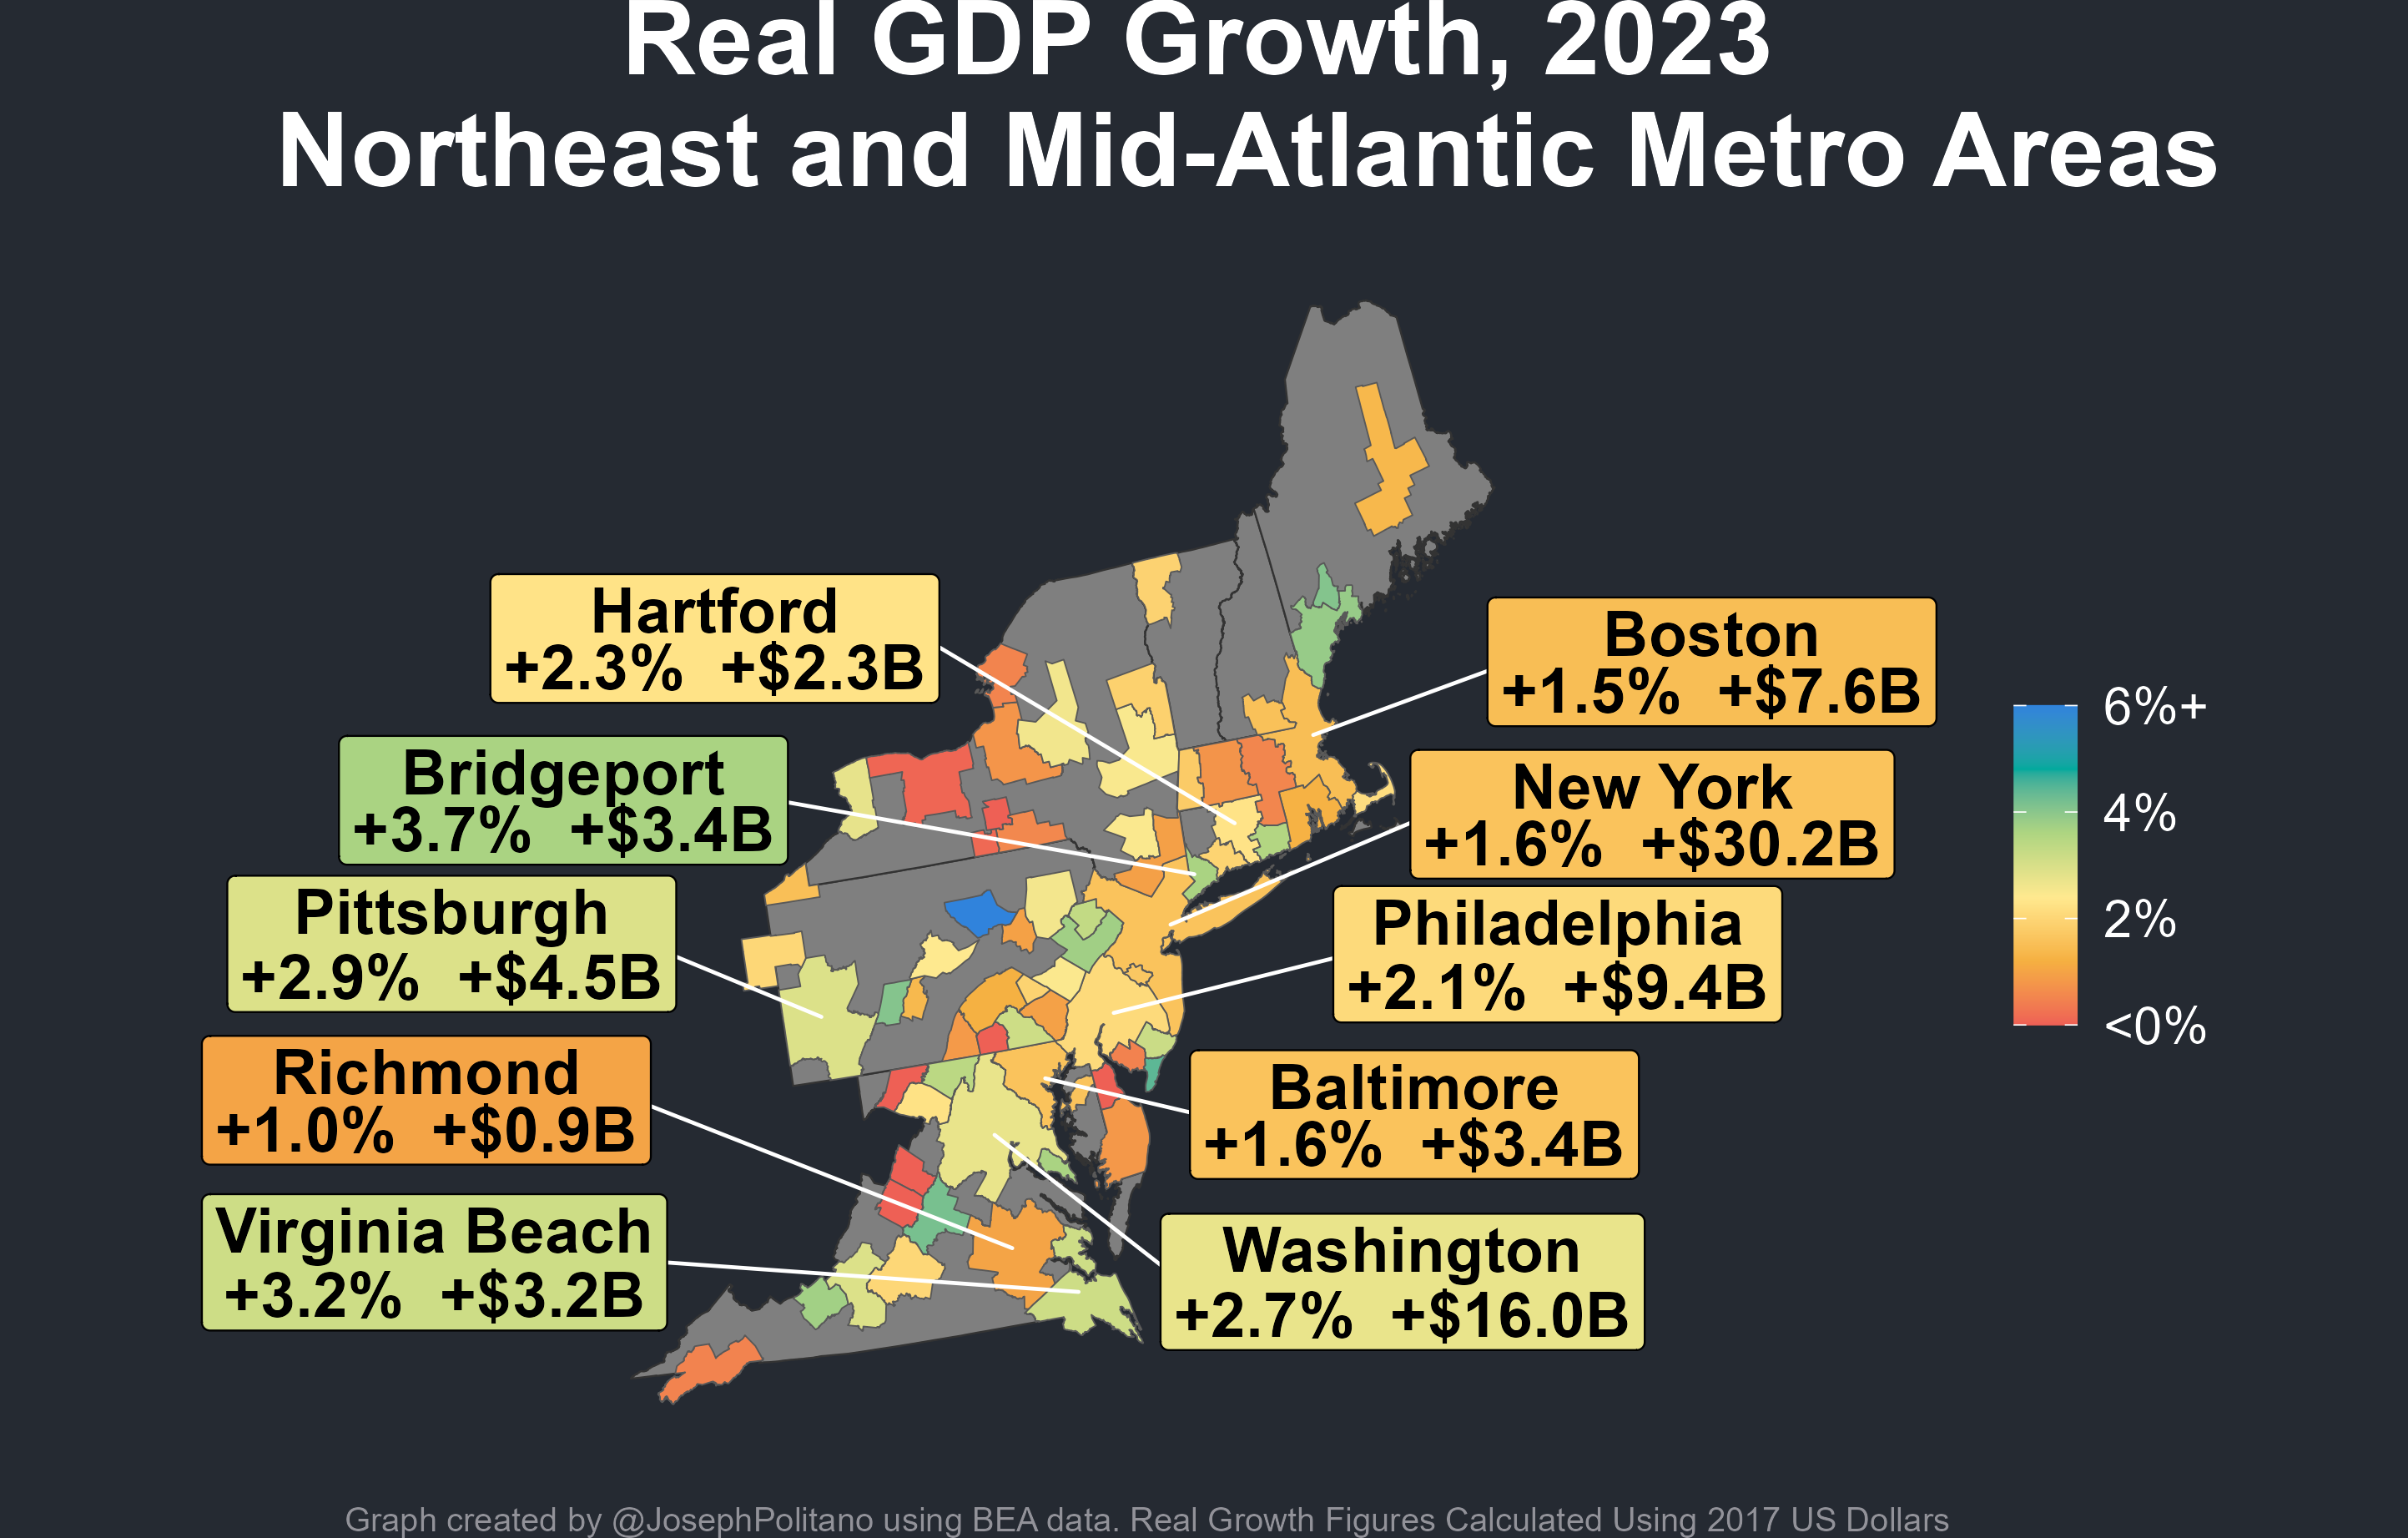 Real GDP Growth, 2023
Northeast and Mid-Atlantic Metro Areas
Hartford
+2.3% +$2.3B
Bridgeport
+3.7% +$3.4B
Pittsburgh
+2.9% +$4.5B
Richmond
+1.0% +$0.9B
Virginia Beach
+3.2% +$3.2B
Boston
+1.5% +$7.6B
New York
+1.6% +$30.2B
Philadelphia
+2.1% +$9.4B
Baltimore
+1.6% +$3.4B
Washington
+2.7% +$16.0B
6%+
4%
2%
<0%
Graph created by @JosephPolitano using BEA data. Real Growth Figures Calculated Using 2017 US Dollars